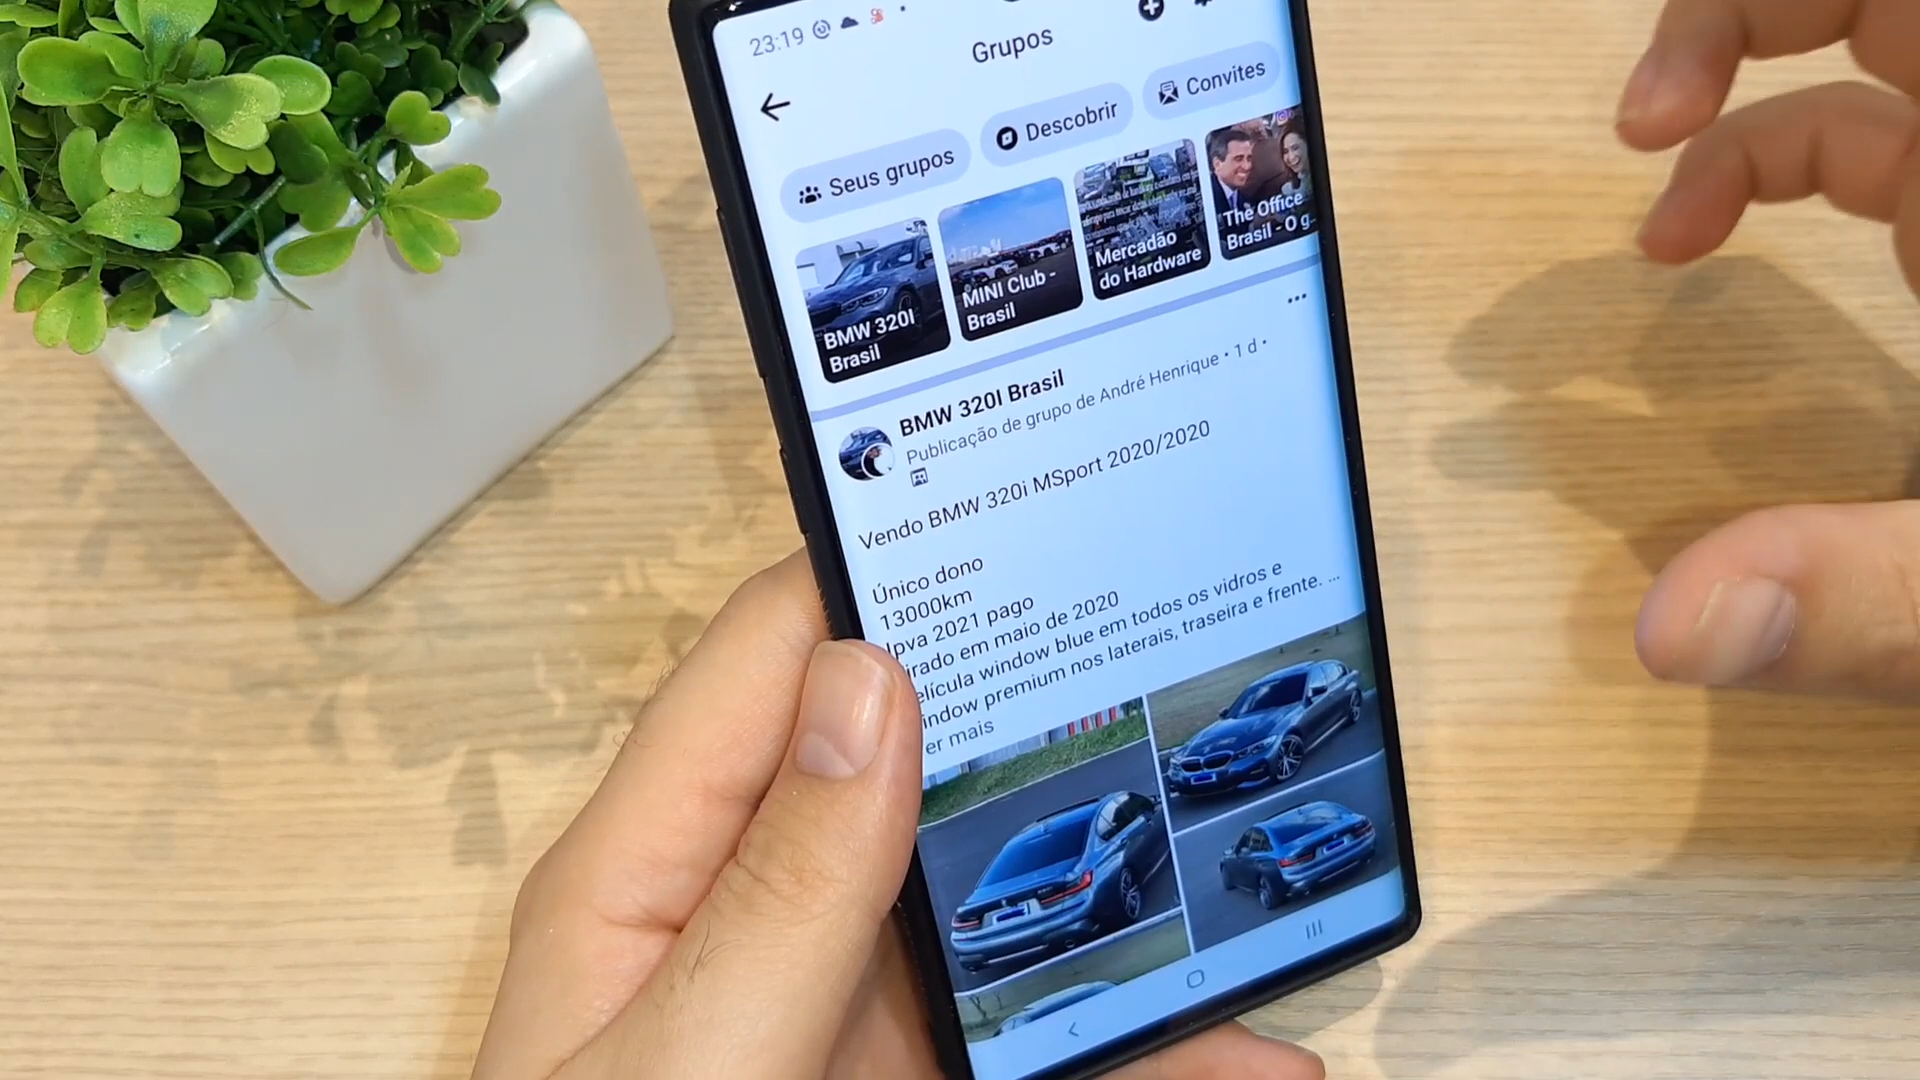 23:19
Grupos
Seus grupos
Descobrir
Convites
BMW 320I
Brasil
MINI Club -
Brasil
Mercadão
do Hardware
The Office
Brasil - O g...
BMW 320I Brasil
Publicação de grupo de André Henrique • 1 d •
Vendo BMW 320i MSport 2020/2020
Único dono
13000km
Ipva 2021 pago
irado em maio de 2020
elícula window blue em todos os vidros e
indow premium nos laterais, traseira e frente. ...
er mais